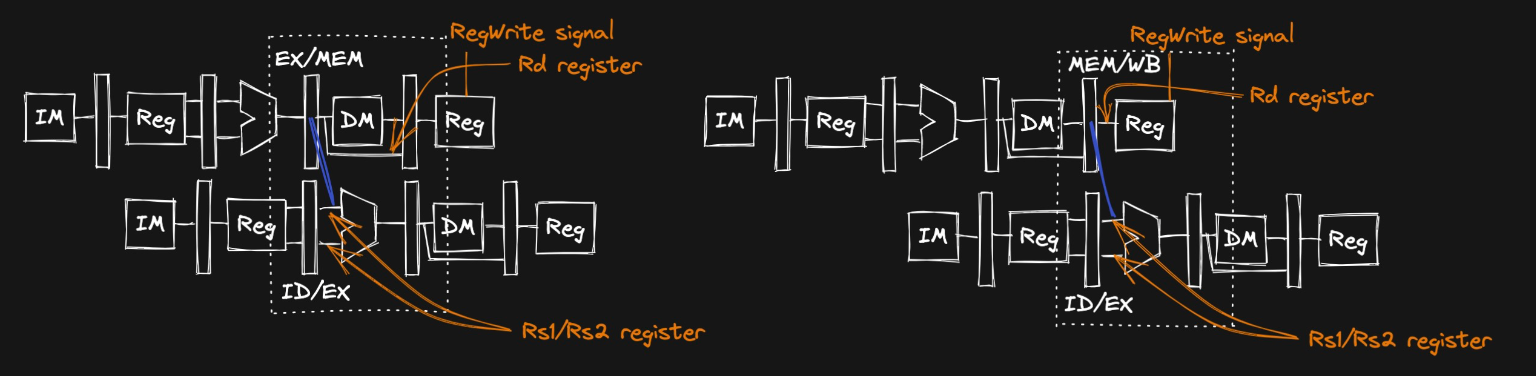 RegWrite signal
EX/MEM
Rd register
IM
Reg
DM
Reg
IM
Reg
DM
Reg
ID/EX
Rs1/Rs2 register
RegWrite signal
MEM/WB
Rd register
IM
Reg
DM
Reg
IM
Reg
DM
Reg
ID/EX
Rs1/Rs2 register